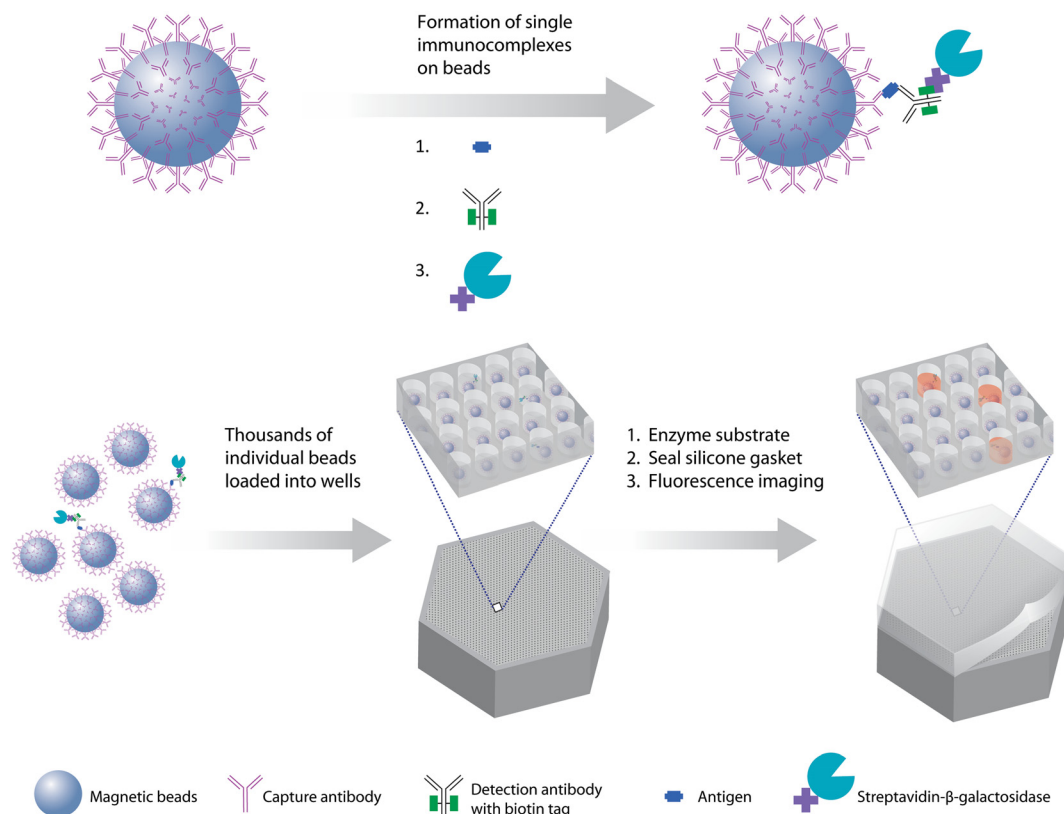 Formation of single
immunocomplexes
on beads
1.
2.
3.
Thousands of
individual beads
loaded into wells
1. Enzyme substrate
2. Seal silicone gasket
3. Fluorescence imaging
Magnetic beads
Capture antibody
Detection antibody
with biotin tag
Antigen
Streptavidin-β-galactosidase